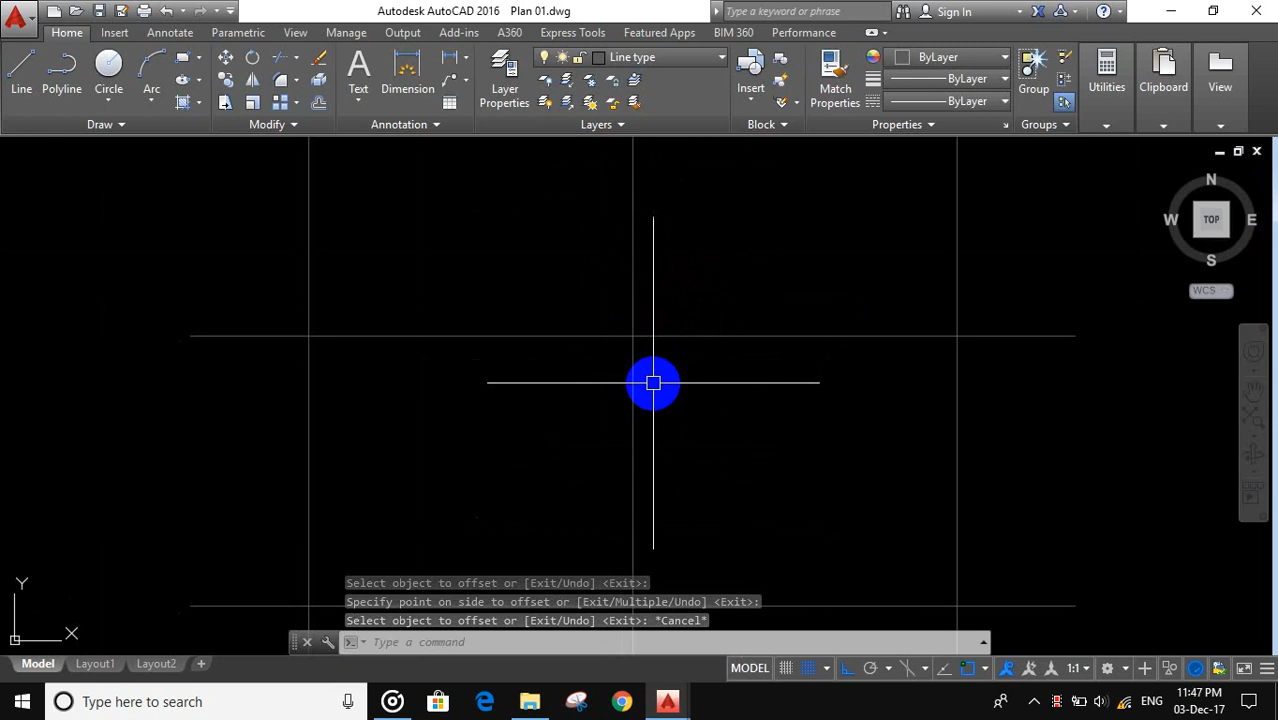 Autodesk AutoCAD 2016 Plan 01.dwg
Type a keyword or phrase
Sign In
Home Insert Annotate Parametric View Manage Output Add-ins A360 Express Tools Featured Apps BIM 360 Performance
Line Polyline Circle Arc
Text Dimension
Layer Properties
Line type
Insert
Match Properties
ByLayer
ByLayer
ByLayer
Group
Utilities
Clipboard
View
Draw Modify Annotation Layers Block Properties Groups
N
W TOP E
S
WCS
Y
X
Select object to offset or [Exit/Undo] <Exit>:
Specify point on side to offset or [Exit/Multiple/Undo] <Exit>:
Select object to offset or [Exit/Undo] <Exit>: *Cancel*
Type a command
Model Layout1 Layout2 +
MODEL 1:1
Type here to search
ENG
11:47 PM
03-Dec-17